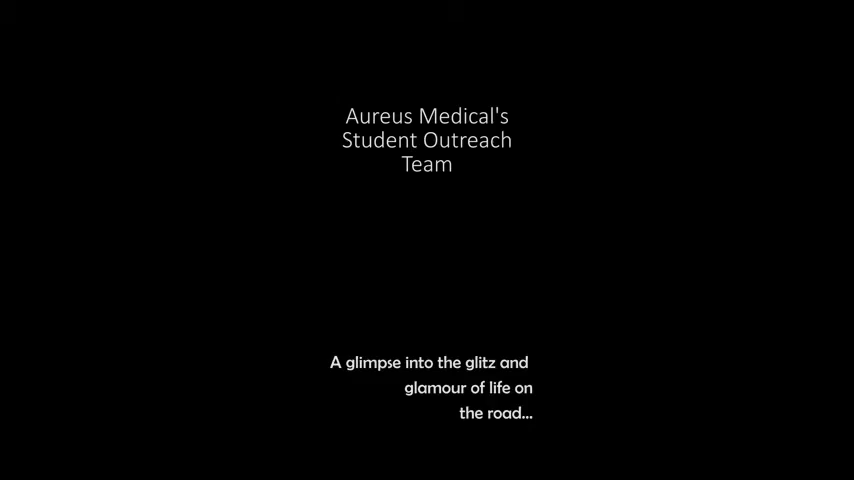 Aureus Medical's
Student Outreach
Team
A glimpse into the glitz and
glamour of life on
the road...